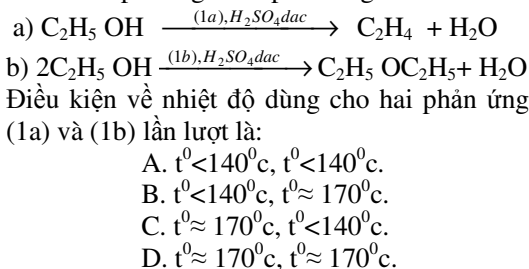 a) C₂H₅ OH (1a),H₂SO₄dac → C₂H₄ + H₂O
b) 2C₂H₅ OH (1b),H₂SO₄dac → C₂H₅ OC₂H₅+ H₂O
Điều kiện về nhiệt độ dùng cho hai phản ứng
(1a) và (1b) lần lượt là:
A. t⁰<140⁰c, t⁰<140⁰c.
B. t⁰<140⁰c, t⁰≈ 170⁰c.
C. t⁰≈ 170⁰c, t⁰<140⁰c.
D. t⁰≈ 170⁰c, t⁰≈ 170⁰c.